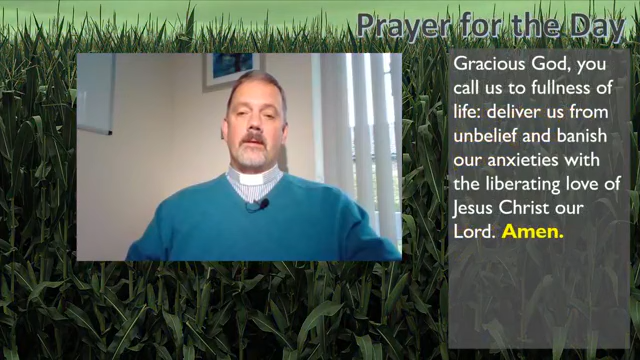 Prayer for the Day
Gracious God, you
call us to fullness of
life: deliver us from
unbelief and banish
our anxieties with
the liberating love of
Jesus Christ our
Lord. Amen.